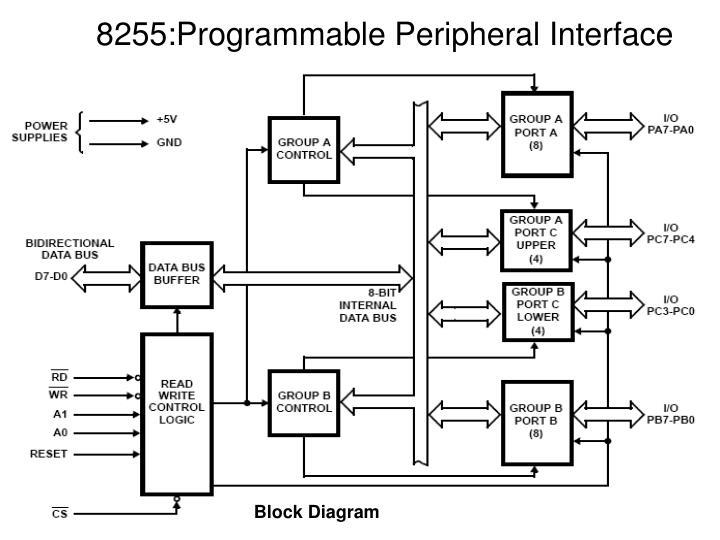 8255:Programmable Peripheral Interface
POWER
SUPPLIES
+5V
GND
GROUP A
CONTROL
GROUP A
PORT A
(8)
I/O
PA7-PA0
BIDIRECTIONAL
DATA BUS
D7-D0
DATA BUS
BUFFER
8-BIT
INTERNAL
DATA BUS
GROUP A
PORT C
UPPER
(4)
I/O
PC7-PC4
GROUP B
PORT C
LOWER
(4)
I/O
PC3-PC0
RD
WR
A1
A0
RESET
READ
WRITE
CONTROL
LOGIC
GROUP B
CONTROL
GROUP B
PORT B
(8)
I/O
PB7-PB0
CS
Block Diagram